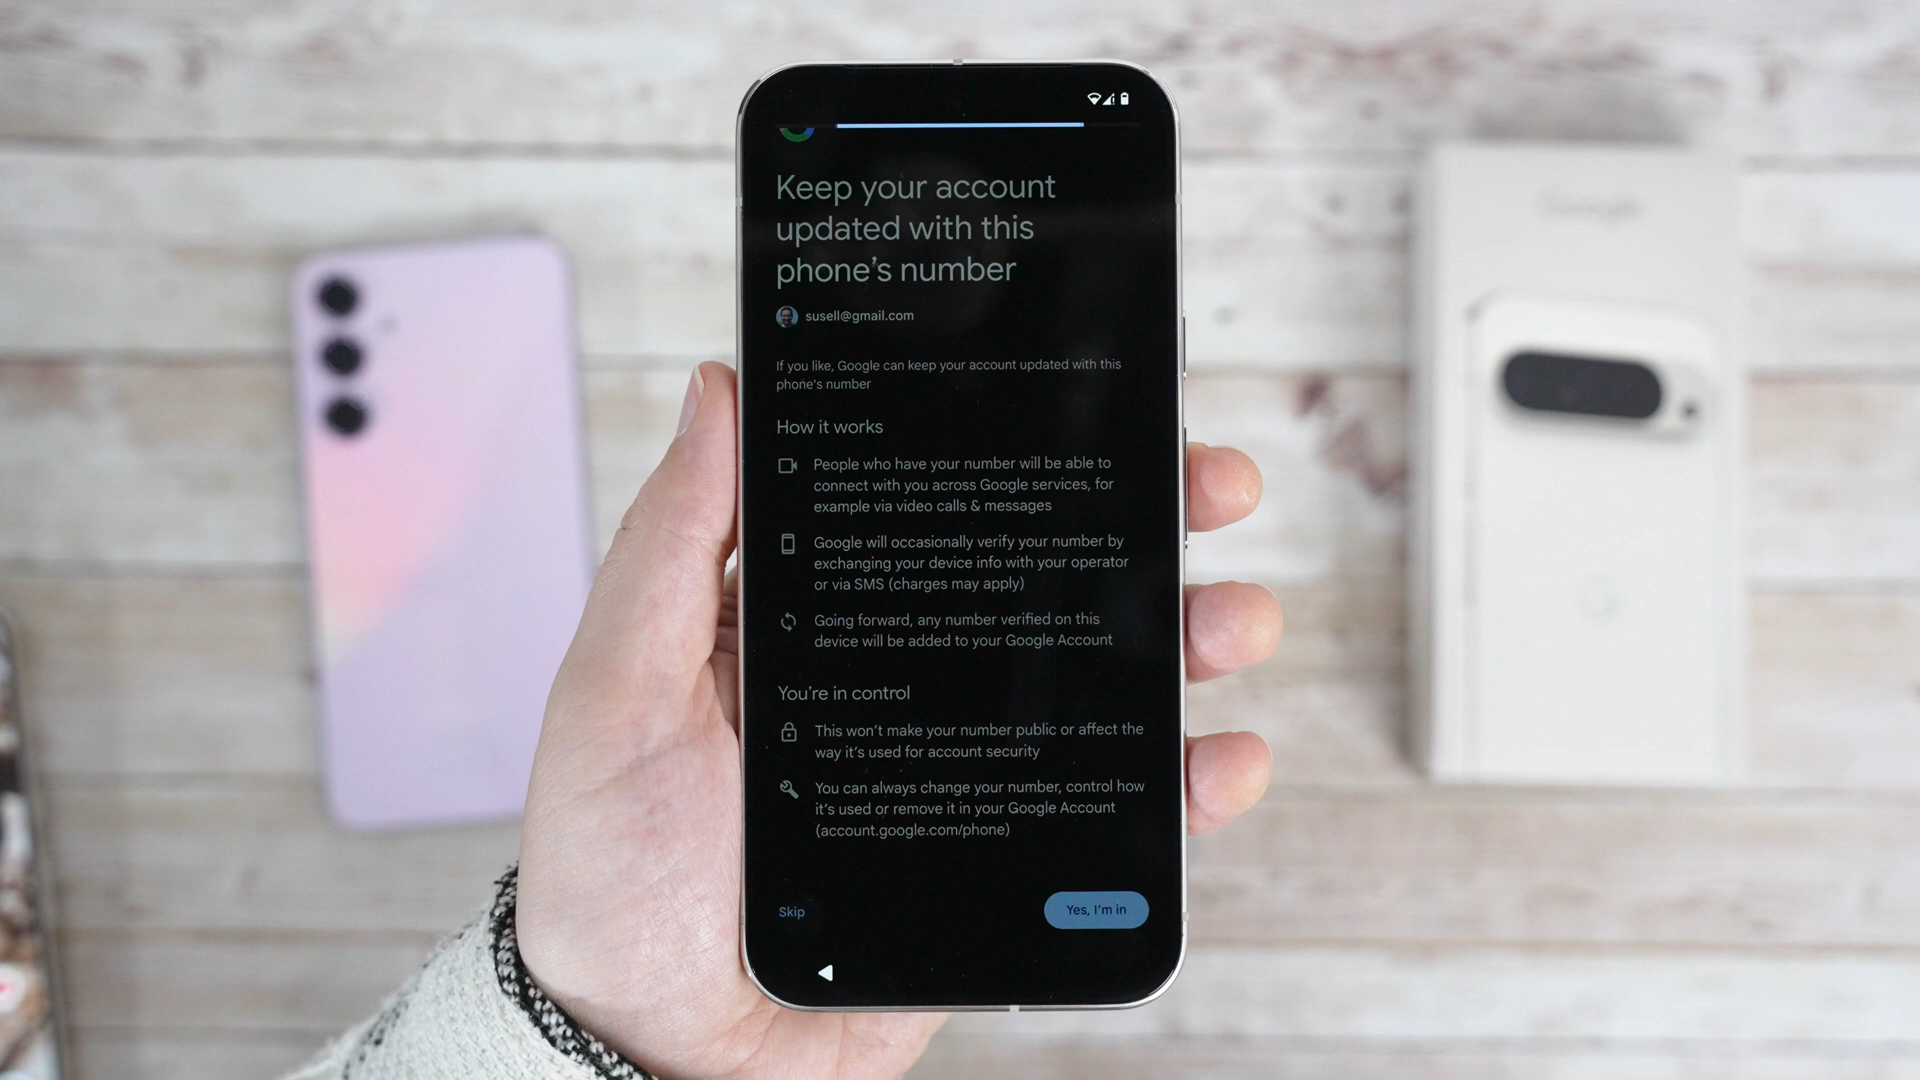 Keep your account
updated with this
phone's number
susell@gmail.com
If you like, Google can keep your account updated with this
phone's number
How it works
People who have your number will be able to
connect with you across Google services, for
example via video calls & messages
Google will occasionally verify your number by
exchanging your device info with your operator
or via SMS (charges may apply)
Going forward, any number verified on this
device will be added to your Google Account
You're in control
This won't make your number public or affect the
way it's used for account security
You can always change your number, control how
it's used or remove it in your Google Account
(account.google.com/phone)
Skip
Yes, I'm in
Google